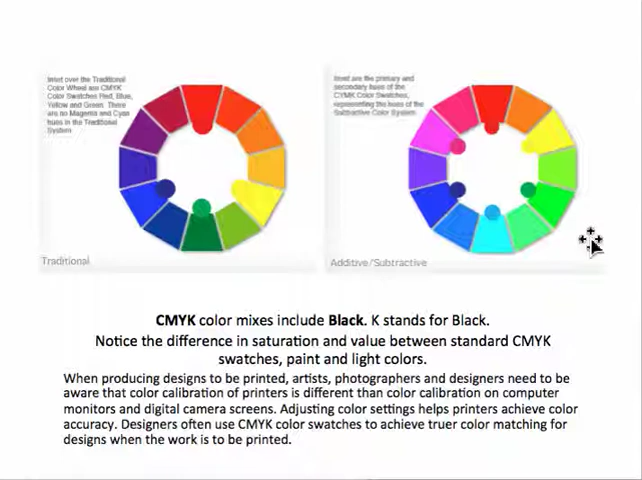 Inset over the Traditional
Color Wheel are CMYK
Color Swatches Red, Blue,
Yellow and Green. There
are no Magenta and Cyan
hues in the Traditional
System
Traditional
Inset are the primary and
secondary hues of the
CYMK Color Swatches,
representing the hues of the
Subtractive Color System
Additive/Subtractive
CMYK color mixes include Black. K stands for Black.
Notice the difference in saturation and value between standard CMYK
swatches, paint and light colors.
When producing designs to be printed, artists, photographers and designers need to be
aware that color calibration of printers is different than color calibration on computer
monitors and digital camera screens. Adjusting color settings helps printers achieve color
accuracy. Designers often use CMYK color swatches to achieve truer color matching for
designs when the work is to be printed.